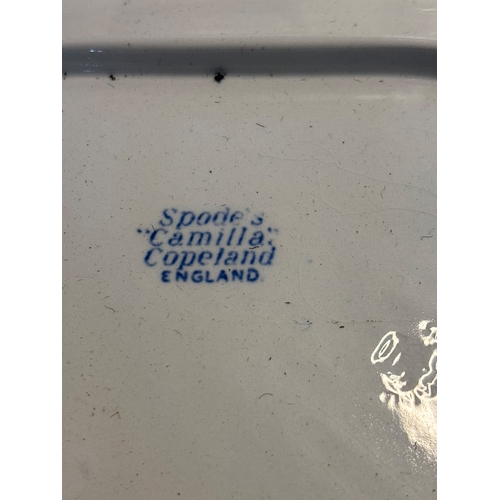 Spode's
"Camilla".
Copeland
ENGLAND.